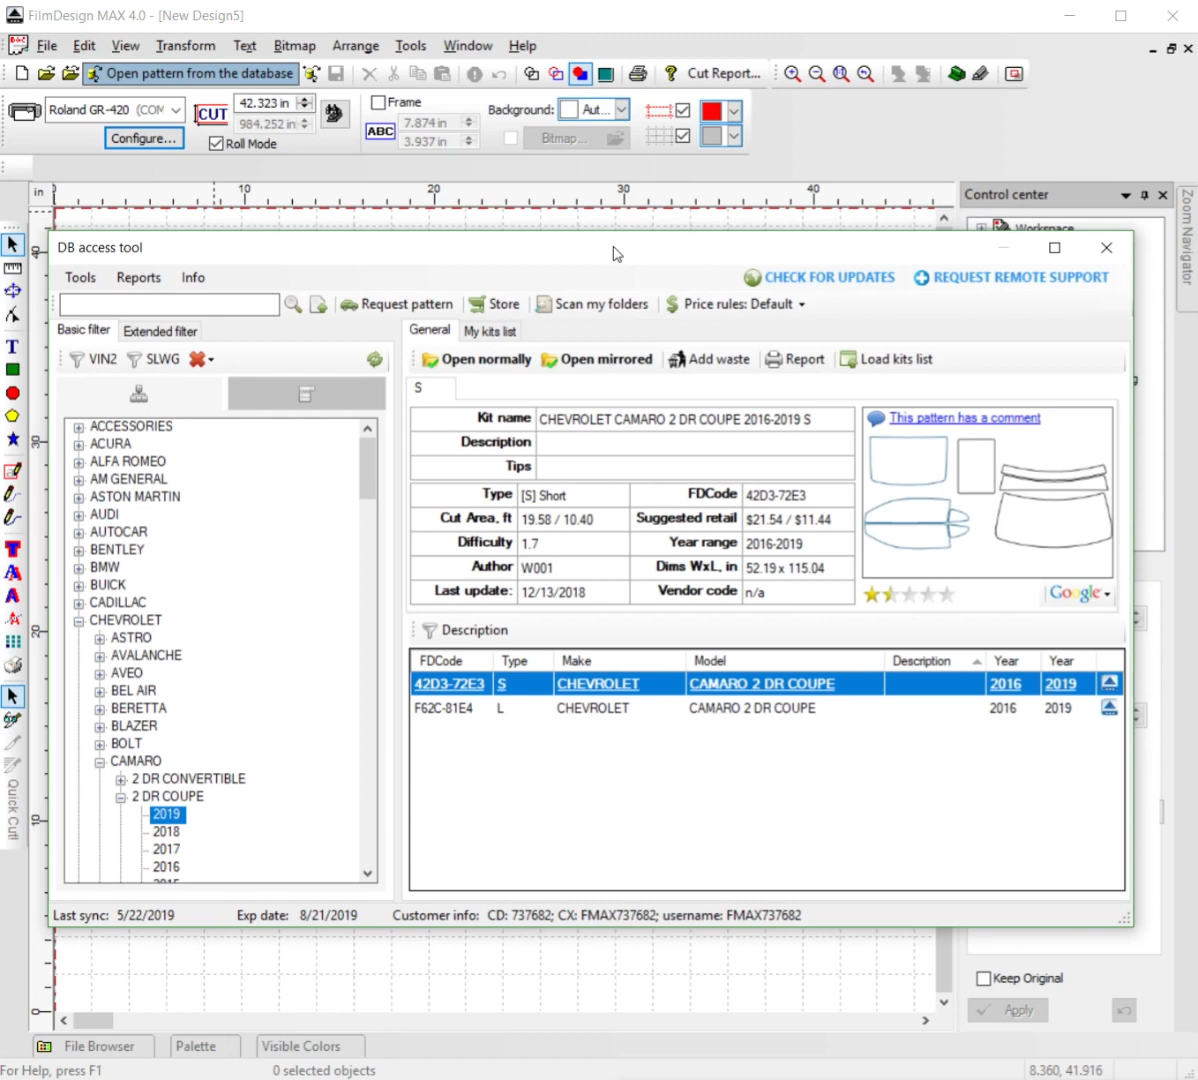 FilmDesign MAX 4.0 - [New Design5]
File Edit View Transform Text Bitmap Arrange Tools Window Help
Open pattern from the database Cut Report...
Roland GR-420 (COM CUT 42.323 in Frame Background: Aut...
984.252 in ABC 7.874 in
Configure... Roll Mode 3.937 in Bitmap...
in 10 20 30 40
Control center
Workspace
Zoom Navigator
40
30
20
10
0
Quick Cut!
DB access tool
Tools Reports Info CHECK FOR UPDATES REQUEST REMOTE SUPPORT
Request pattern Store Scan my folders Price rules: Default
Basic filter Extended filter
VIN2 SLWG
ACCESSORIES
ACURA
ALFA ROMEO
AM GENERAL
ASTON MARTIN
AUDI
AUTOCAR
BENTLEY
BMW
BUICK
CADILLAC
CHEVROLET
ASTRO
AVALANCHE
AVEO
BEL AIR
BERETTA
BLAZER
BOLT
CAMARO
2 DR CONVERTIBLE
2 DR COUPE
2019
2018
2017
2016
2015
General My kits list
Open normally Open mirrored Add waste Report Load kits list
S
Kit name CHEVROLET CAMARO 2 DR COUPE 2016-2019 S
Description
Tips
Type [S] Short FDCode 42D3-72E3
Cut Area, ft 19.58 / 10.40 Suggested retail $21.54 / $11.44
Difficulty 1.7 Year range 2016-2019
Author W001 Dims WxL, in 52.19 x 115.04
Last update: 12/13/2018 Vendor code n/a
This pattern has a comment
Google
Description
FDCode Type Make Model Description Year Year
42D3-72E3 S CHEVROLET CAMARO 2 DR COUPE 2016 2019
F62C-81E4 L CHEVROLET CAMARO 2 DR COUPE 2016 2019
Last sync: 5/22/2019 Exp date: 8/21/2019 Customer info: CD: 737682; CX: FMAX737682; username: FMAX737682
Keep Original
Apply
File Browser Palette Visible Colors
For Help, press F1 0 selected objects 8.360, 41.916